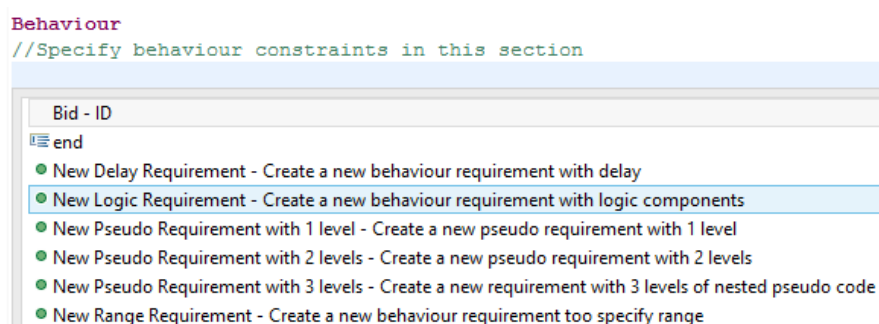 Behaviour
//Specify behaviour constraints in this section
Bid - ID
end
New Delay Requirement - Create a new behaviour requirement with delay
New Logic Requirement - Create a new behaviour requirement with logic components
New Pseudo Requirement with 1 level - Create a new pseudo requirement with 1 level
New Pseudo Requirement with 2 levels - Create a new pseudo requirement with 2 levels
New Pseudo Requirement with 3 levels - Create a new requirement with 3 levels of nested pseudo code
New Range Requirement - Create a new behaviour requirement too specify range